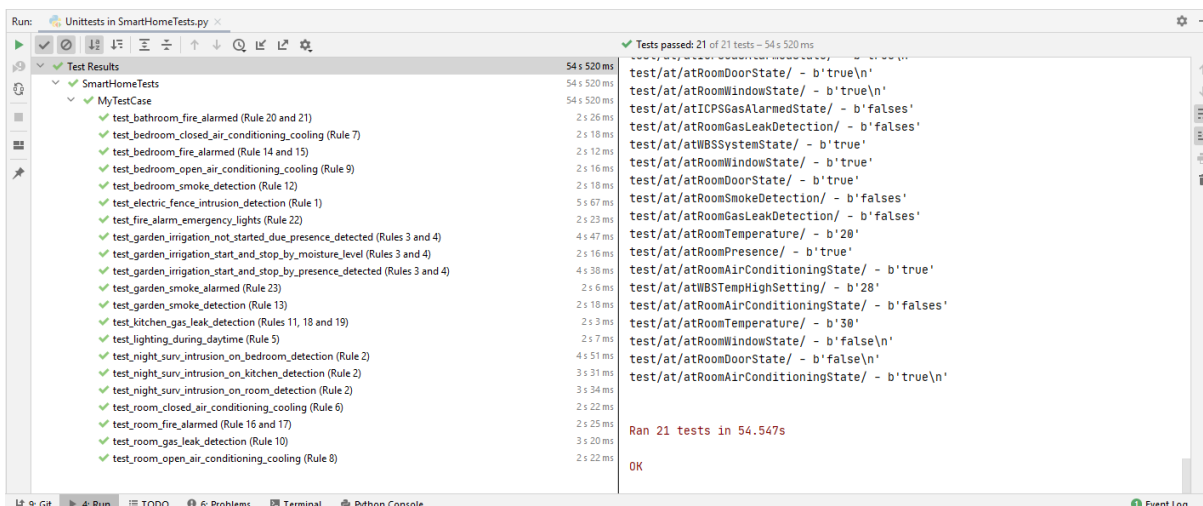 Run: Unittests in SmartHomeTests.py ×
Tests passed: 21 of 21 tests – 54 s 520 ms
Test Results 54 s 520 ms
SmartHomeTests 54 s 520 ms
MyTestCase 54 s 520 ms
test_bathroom_fire_alarmed (Rule 20 and 21) 2 s 26 ms
test_bedroom_closed_air_conditioning_cooling (Rule 7) 2 s 18 ms
test_bedroom_fire_alarmed (Rule 14 and 15) 2 s 12 ms
test_bedroom_open_air_conditioning_cooling (Rule 9) 2 s 16 ms
test_bedroom_smoke_detection (Rule 12) 2 s 18 ms
test_electric_fence_intrusion_detection (Rule 1) 5 s 67 ms
test_fire_alarm_emergency_lights (Rule 22) 2 s 23 ms
test_garden_irrigation_not_started_due_presence_detected (Rules 3 and 4) 4 s 47 ms
test_garden_irrigation_start_and_stop_by_moisture_level (Rules 3 and 4) 2 s 16 ms
test_garden_irrigation_start_and_stop_by_presence_detected (Rules 3 and 4) 4 s 38 ms
test_garden_smoke_alarmed (Rule 23) 2 s 6 ms
test_garden_smoke_detection (Rule 13) 2 s 18 ms
test_kitchen_gas_leak_detection (Rules 11, 18 and 19) 2 s 3 ms
test_lighting_during_daytime (Rule 5) 2 s 7 ms
test_night_surv_intrusion_on_bedroom_detection (Rule 2) 4 s 51 ms
test_night_surv_intrusion_on_kitchen_detection (Rule 2) 3 s 31 ms
test_night_surv_intrusion_on_room_detection (Rule 2) 3 s 34 ms
test_room_closed_air_conditioning_cooling (Rule 6) 2 s 22 ms
test_room_fire_alarmed (Rule 16 and 17) 2 s 25 ms
test_room_gas_leak_detection (Rule 10) 3 s 20 ms
test_room_open_air_conditioning_cooling (Rule 8) 2 s 22 ms
test/at/atRoomDoorState/ - b'true\n'
test/at/atRoomWindowState/ - b'true\n'
test/at/atICPSGasAlarmedState/ - b'falses'
test/at/atRoomGasLeakDetection/ - b'falses'
test/at/atWBSSystemState/ - b'true'
test/at/atRoomWindowState/ - b'true'
test/at/atRoomDoorState/ - b'true'
test/at/atRoomSmokeDetection/ - b'falses'
test/at/atRoomGasLeakDetection/ - b'falses'
test/at/atRoomTemperature/ - b'20'
test/at/atRoomPresence/ - b'true'
test/at/atRoomAirConditioningState/ - b'true'
test/at/atWBSTempHighSetting/ - b'28'
test/at/atRoomAirConditioningState/ - b'falses'
test/at/atRoomTemperature/ - b'30'
test/at/atRoomWindowState/ - b'false\n'
test/at/atRoomDoorState/ - b'false\n'
test/at/atRoomAirConditioningState/ - b'true\n'
Ran 21 tests in 54.547s
OK
9: Git 4: Run TODO 6: Problems Terminal Python Console 1 Event Log